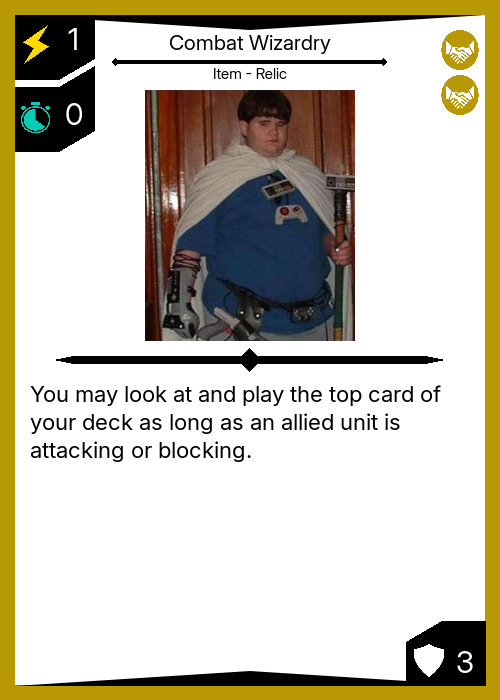 1
Combat Wizardry
Item - Relic
0
You may look at and play the top card of
your deck as long as an allied unit is
attacking or blocking.
3